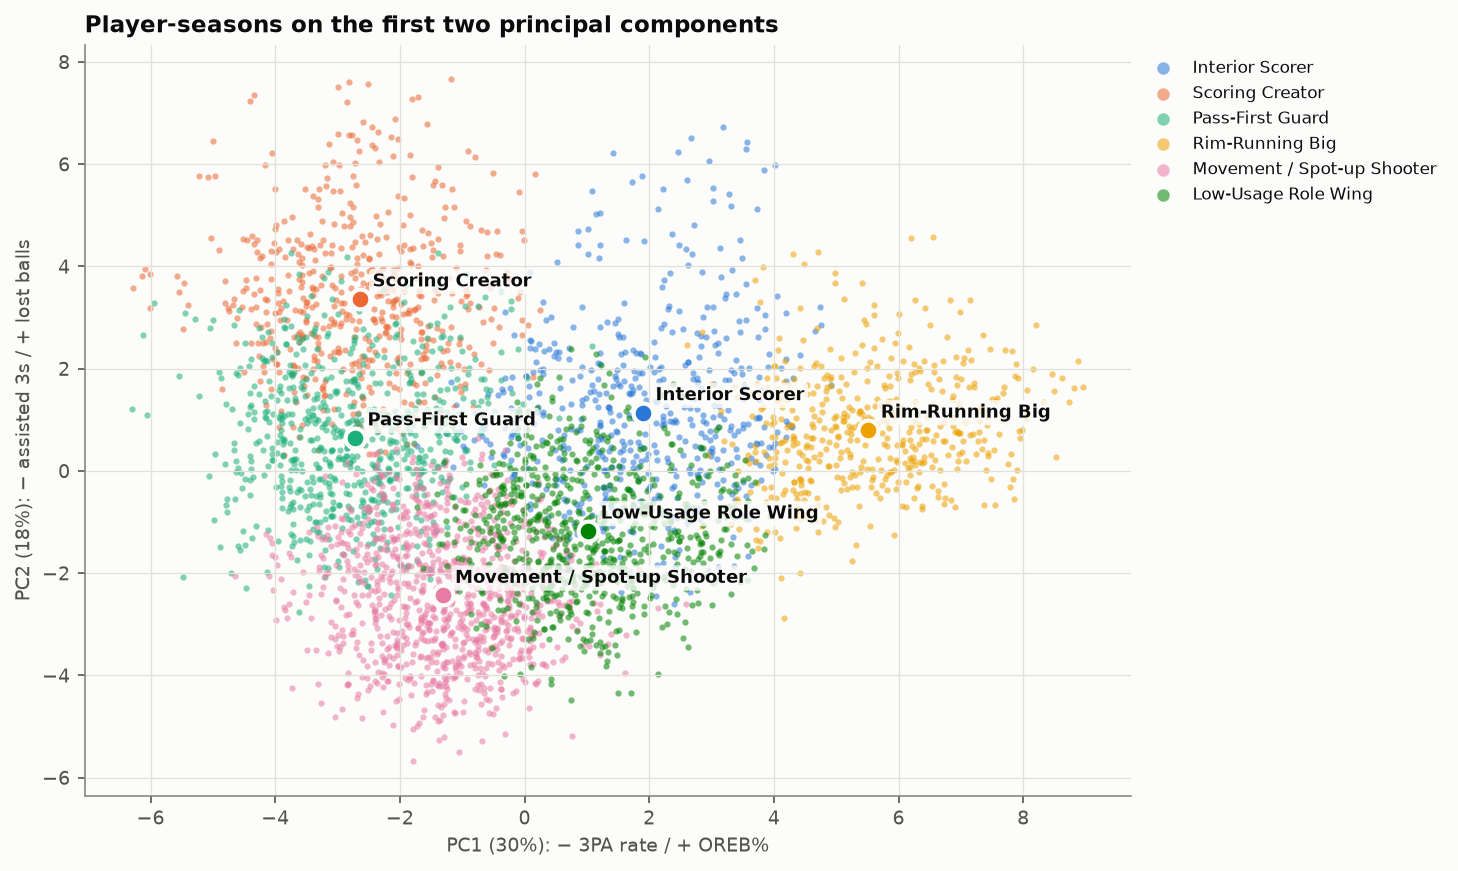 Player-seasons on the first two principal components
Interior Scorer
Scoring Creator
Pass-First Guard
Rim-Running Big
Movement / Spot-up Shooter
Low-Usage Role Wing
8
6
4
2
0
−2
−4
−6
PC2 (18%): − assisted 3s / + lost balls
Scoring Creator
Interior Scorer
Rim-Running Big
Pass-First Guard
Low-Usage Role Wing
Movement / Spot-up Shooter
−6 −4 −2 0 2 4 6 8
PC1 (30%): − 3PA rate / + OREB%